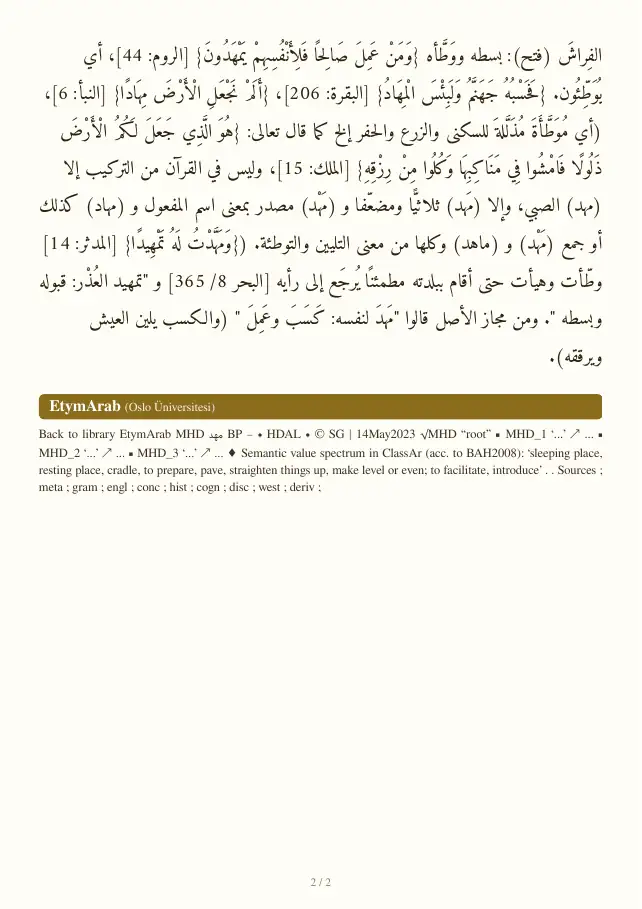 الفِراشَ (فتح): بسطه ووَطَّأه {وَمَنْ عَمِلَ صَالِحًا فَلِأَنْفُسِهِمْ يَمْهَدُونَ} [الروم: 44]، أي
يُوَطِّئُون. {فَحَسْبُهُ جَهَنَّمُ وَلَبِئْسَ الْمِهَادُ} [البقرة: 206]، {أَلَمْ نَجْعَلِ الْأَرْضَ مِهَادًا} [النبأ: 6]،
(أي مُوَطَّأَةَ مُذَلَّلةَ للسكنى والزرع والحفر إلخ كما قال تعالى: {هُوَ الَّذِي جَعَلَ لَكُمُ الْأَرْضَ
ذَلُولًا فَامْشُوا فِي مَنَاكِبِهَا وَكُلُوا مِنْ رِزْقِهِ} [الملك: 15]، وليس في القرآن من التركيب إلا
(مهد) الصبي، وإلا (مَهَد) ثلاثيًّا ومضعّفا و (مَهْد) مصدر بمعنى اسم المفعول و (مهاد) كذلك
أو جمع (مَهْد) و (ماهد) وكلها من معنى التليين والتوطئة. ({وَمَهَّدْتُ لَهُ تَمْهِيدًا} [المدثر: 14]
وطّأت وهيأت حتى أقام ببلدته مطمئنًا يُرجَع إلى رأيه [البحر 8/ 365] و "تمهيد العُذْر: قبوله
وبسطه ". ومن مجاز الأصل قالوا "مَهَدَ لنفسه: كَسَبَ وعَمِلَ " (والكسب يلين العيش
ويرققه).
EtymArab (Oslo Üniversitesi)
Back to library EtymArab MHD مهد BP – • HDAL • © SG | 14May2023 √MHD “root” ▪ MHD_1 ‘...’ ↗ ... ▪
MHD_2 ‘...’ ↗ ... ▪ MHD_3 ‘...’ ↗ ... ♦ Semantic value spectrum in ClassAr (acc. to BAH2008): ‘sleeping place,
resting place, cradle, to prepare, pave, straighten things up, make level or even; to facilitate, introduce’ . . Sources ;
meta ; gram ; engl ; conc ; hist ; cogn ; disc ; west ; deriv ;
2 / 2